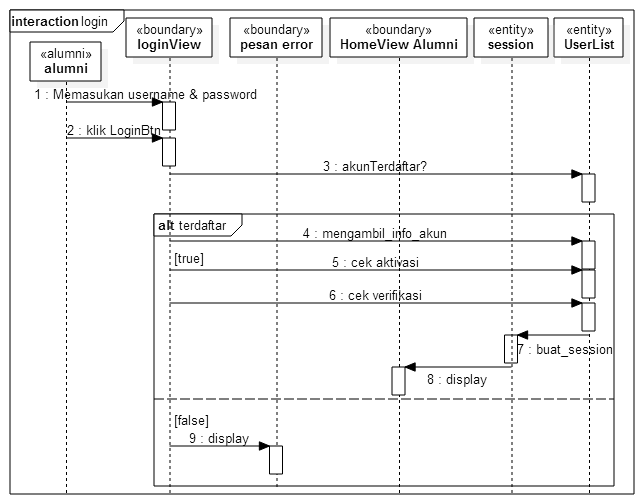 interaction login
«alumni»
alumni
«boundary»
loginView
«boundary»
pesan error
«boundary»
HomeView Alumni
«entity»
session
«entity»
UserList
1 : Memasukan username & password
2 : klik LoginBtn
3 : akunTerdaftar?
alt terdaftar
4 : mengambil_info_akun
[true]
5 : cek aktivasi
6 : cek verifikasi
7 : buat_session
8 : display
[false]
9 : display